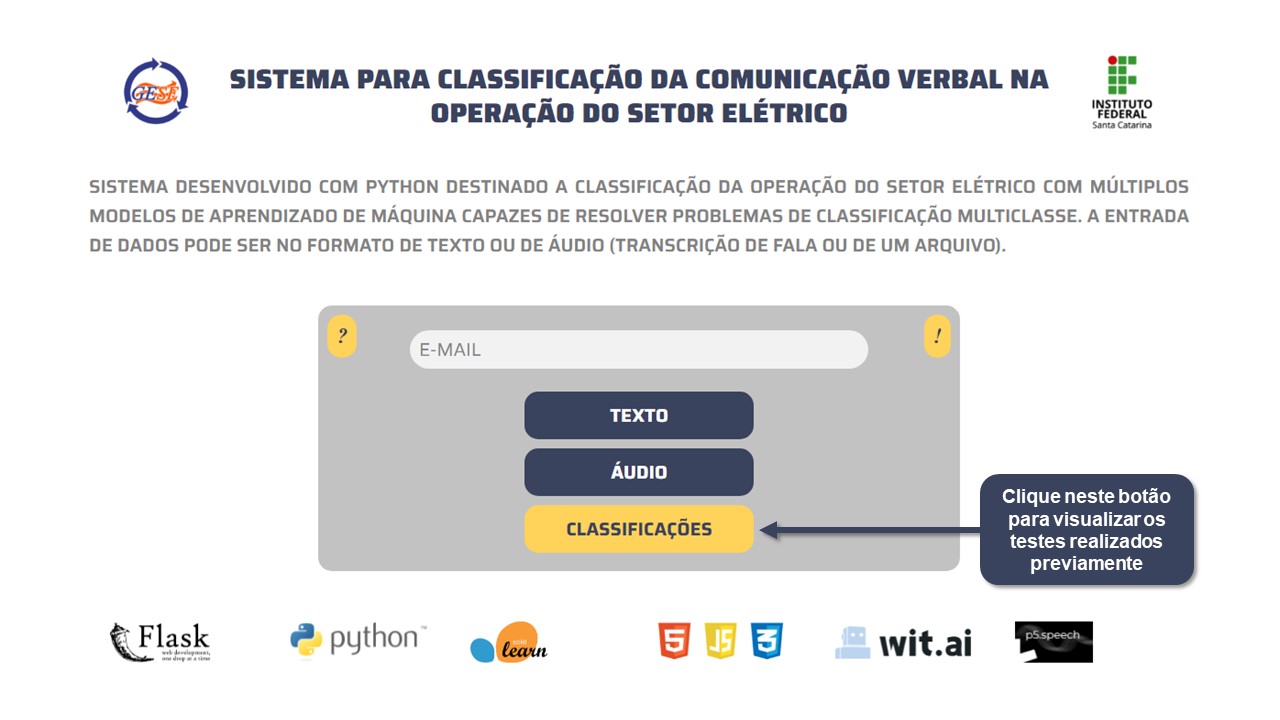 GESE
SISTEMA PARA CLASSIFICAÇÃO DA COMUNICAÇÃO VERBAL NA
OPERAÇÃO DO SETOR ELÉTRICO
INSTITUTO
FEDERAL
Santa Catarina
SISTEMA DESENVOLVIDO COM PYTHON DESTINADO A CLASSIFICAÇÃO DA OPERAÇÃO DO SETOR ELÉTRICO COM MÚLTIPLOS
MODELOS DE APRENDIZADO DE MÁQUINA CAPAZES DE RESOLVER PROBLEMAS DE CLASSIFICAÇÃO MULTICLASSE. A ENTRADA
DE DADOS PODE SER NO FORMATO DE TEXTO OU DE ÁUDIO (TRANSCRIÇÃO DE FALA OU DE UM ARQUIVO).
?
!
E-MAIL
TEXTO
ÁUDIO
CLASSIFICAÇÕES
Clique neste botão
para visualizar os
testes realizados
previamente
Flask
web development,
one drop at a time
python™
scikit
learn
5
JS
3
wit.ai
p5.speech